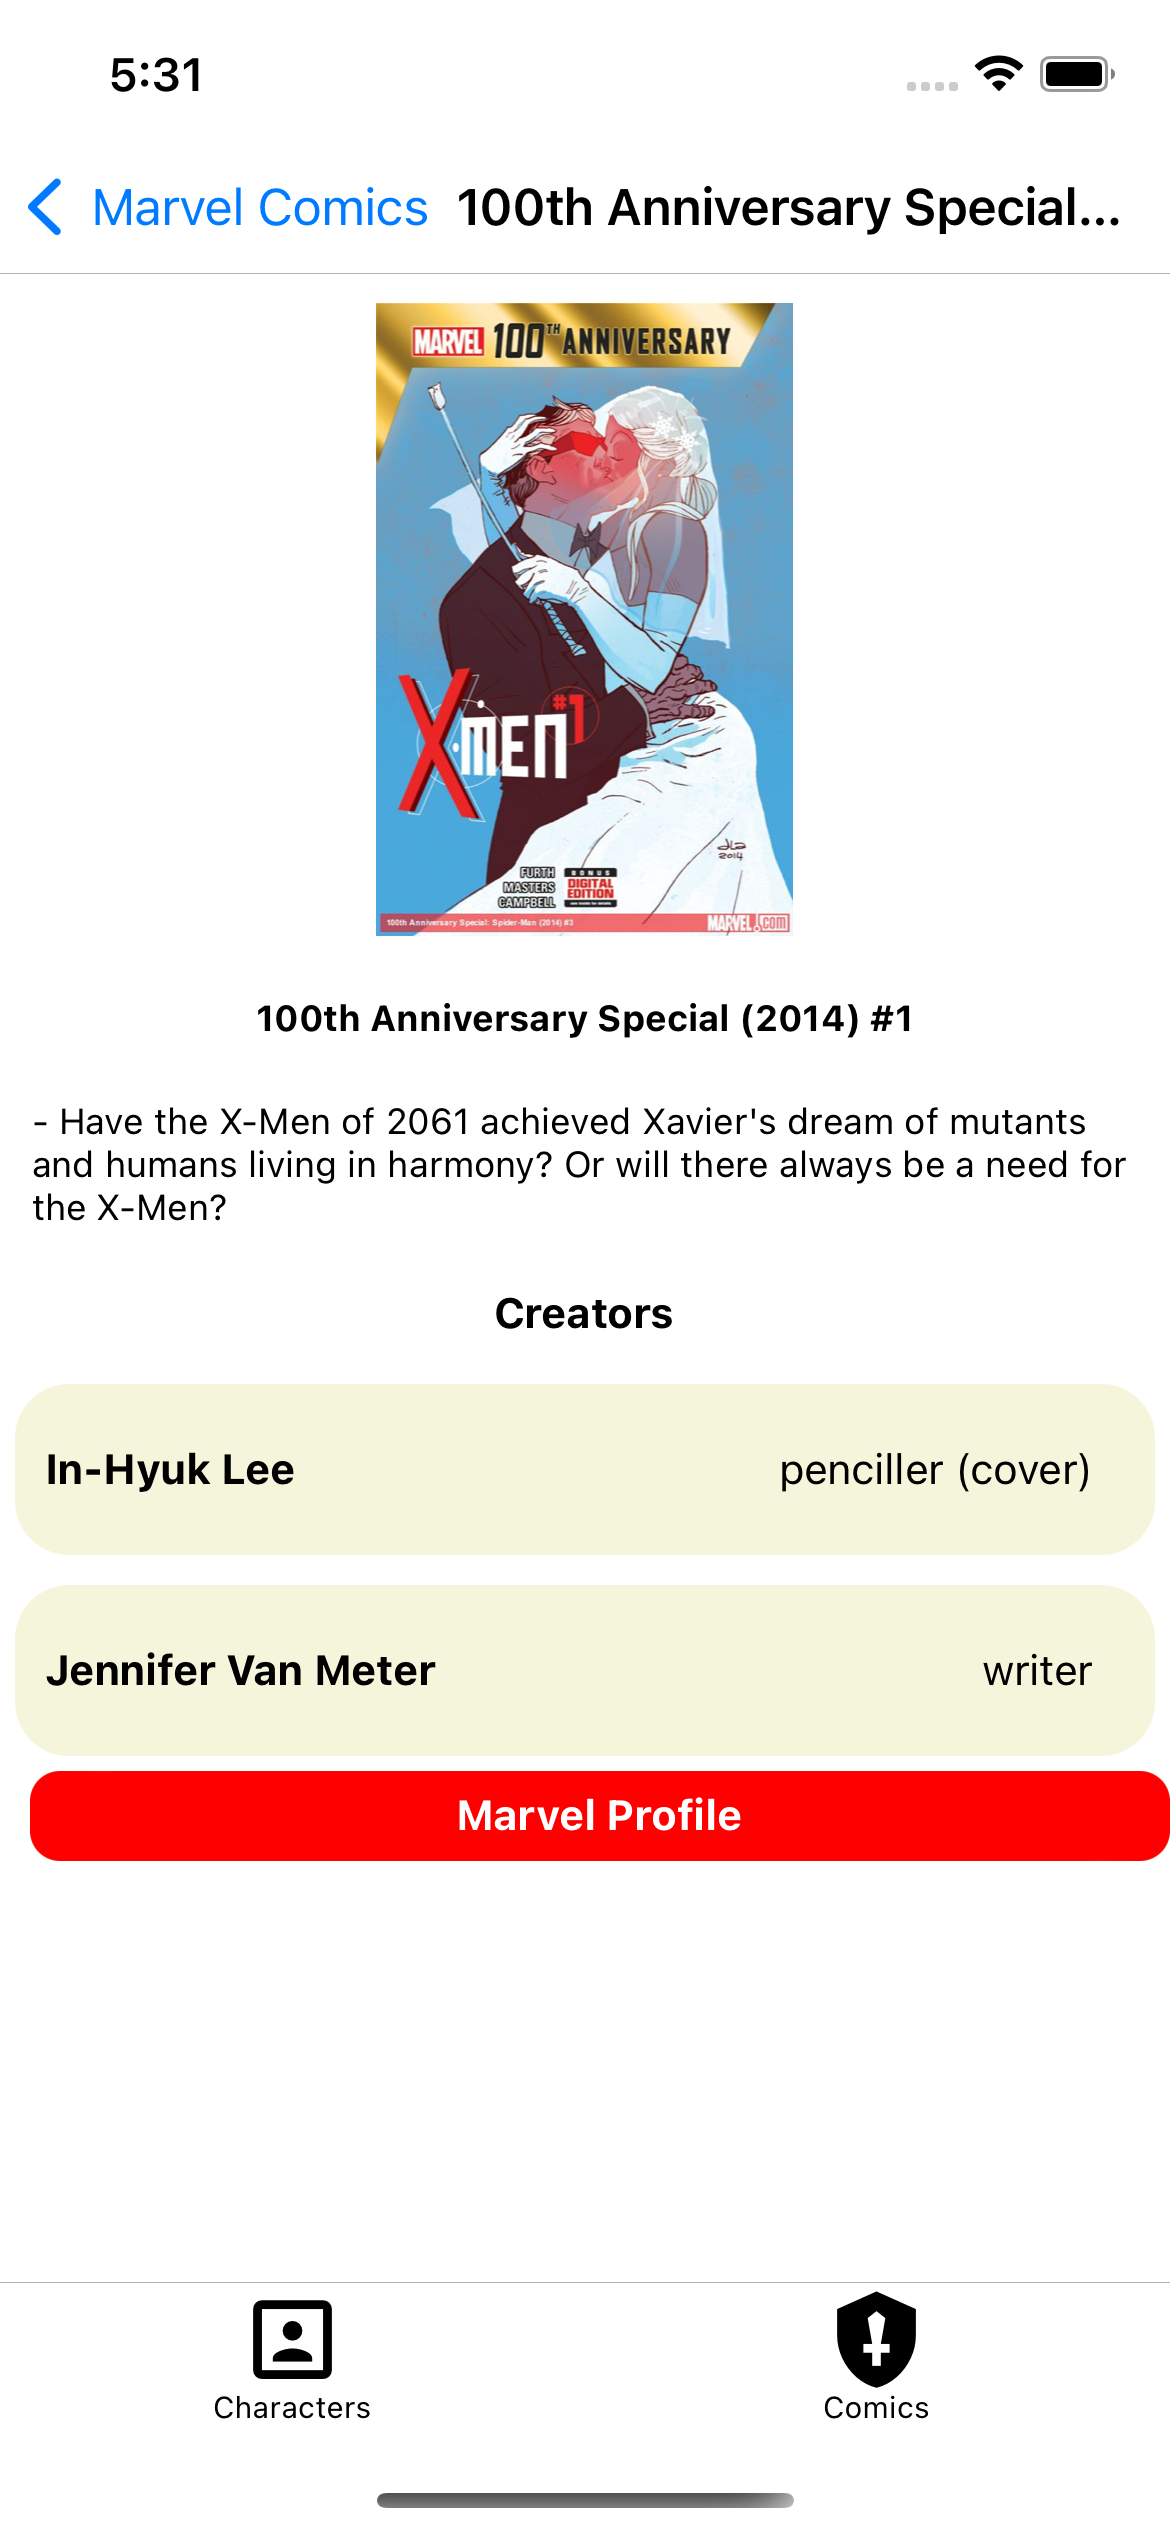 5:31
Marvel Comics 100th Anniversary Special...
MARVEL 100TH ANNIVERSARY
X-MEN #1
dla
2014
FURTH
MASTERS
CAMPBELL
BONUS
DIGITAL
EDITION
100th Anniversary Special: Spider-Man (2014) #3
MARVEL.COM
100th Anniversary Special (2014) #1
- Have the X-Men of 2061 achieved Xavier's dream of mutants
and humans living in harmony? Or will there always be a need for
the X-Men?
Creators
In-Hyuk Lee penciller (cover)
Jennifer Van Meter writer
Marvel Profile
Characters Comics